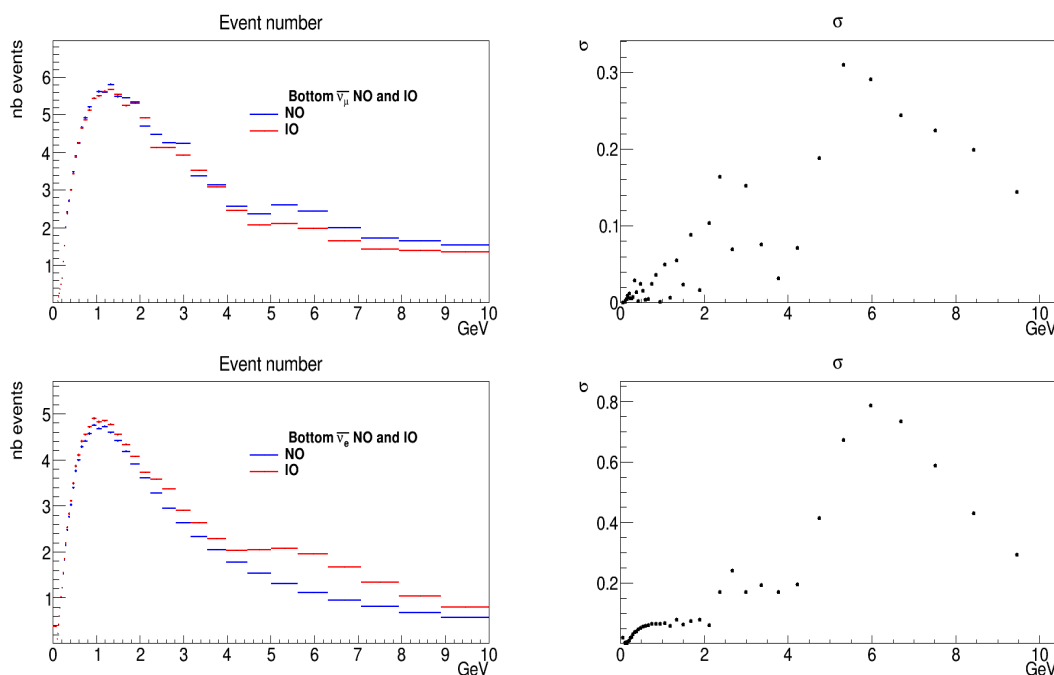 Event number
nb events
6
5
4
3
2
1
Bottom ν̅_μ NO and IO
NO
IO
0 1 2 3 4 5 6 7 8 9 10
GeV
σ
σ
0.3
0.2
0.1
0
0 2 4 6 8 10
GeV
Event number
nb events
5
4
3
2
1
Bottom ν̅_e NO and IO
NO
IO
0 1 2 3 4 5 6 7 8 9 10
GeV
σ
σ
0.8
0.6
0.4
0.2
0 2 4 6 8 10
GeV